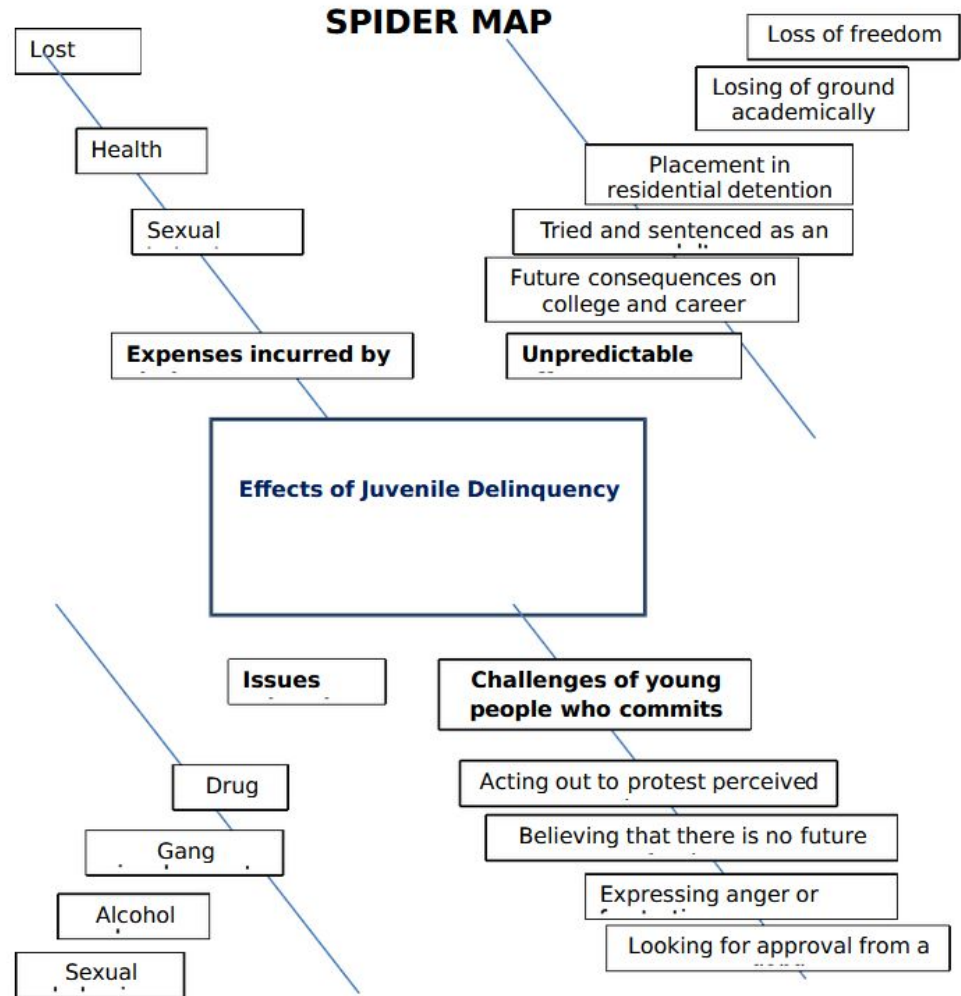 SPIDER MAP
Lost
Health
Sexual
Expenses incurred by
Loss of freedom
Losing of ground
academically
Placement in
residential detention
Tried and sentenced as an
Future consequences on
college and career
Unpredictable
Effects of Juvenile Delinquency
Issues
Drug
Gang
Alcohol
Sexual
Challenges of young
people who commits
Acting out to protest perceived
Believing that there is no future
Expressing anger or
Looking for approval from a